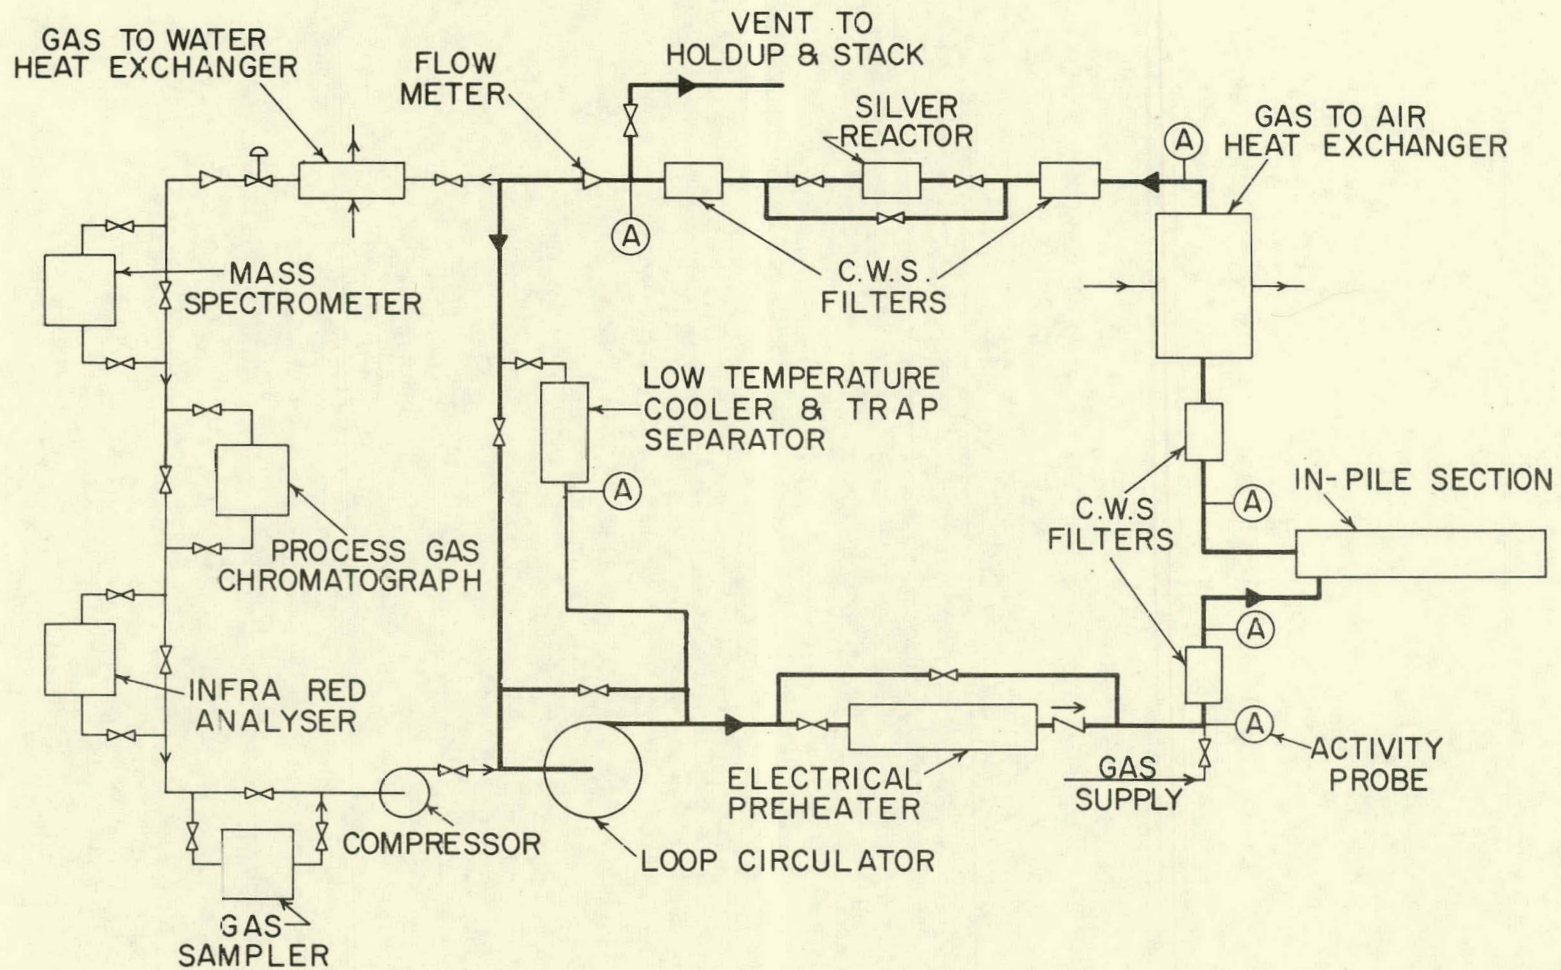 VENT TO
HOLDUP & STACK
GAS TO WATER
HEAT EXCHANGER
FLOW
METER
SILVER
REACTOR
GAS TO AIR
HEAT EXCHANGER
A
A
C.W.S.
FILTERS
MASS
SPECTROMETER
LOW TEMPERATURE
COOLER & TRAP
SEPARATOR
A
A
IN-PILE SECTION
C.W.S
FILTERS
PROCESS GAS
CHROMATOGRAPH
A
INFRA RED
ANALYSER
A
ACTIVITY
PROBE
GAS
SUPPLY
ELECTRICAL
PREHEATER
COMPRESSOR
LOOP CIRCULATOR
GAS
SAMPLER